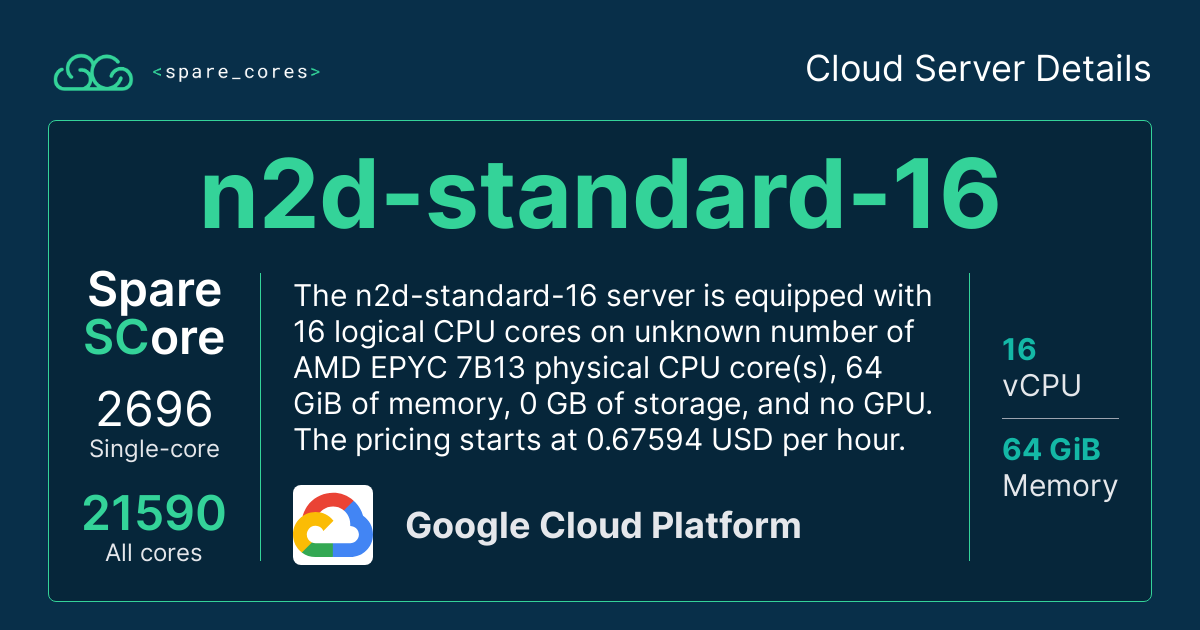 <spare_cores>
Cloud Server Details
n2d-standard-16
Spare
SCore
2696
Single-core
21590
All cores
The n2d-standard-16 server is equipped with
16 logical CPU cores on unknown number of
AMD EPYC 7B13 physical CPU core(s), 64
GiB of memory, 0 GB of storage, and no GPU.
The pricing starts at 0.67594 USD per hour.
Google Cloud Platform
16
vCPU
64 GiB
Memory